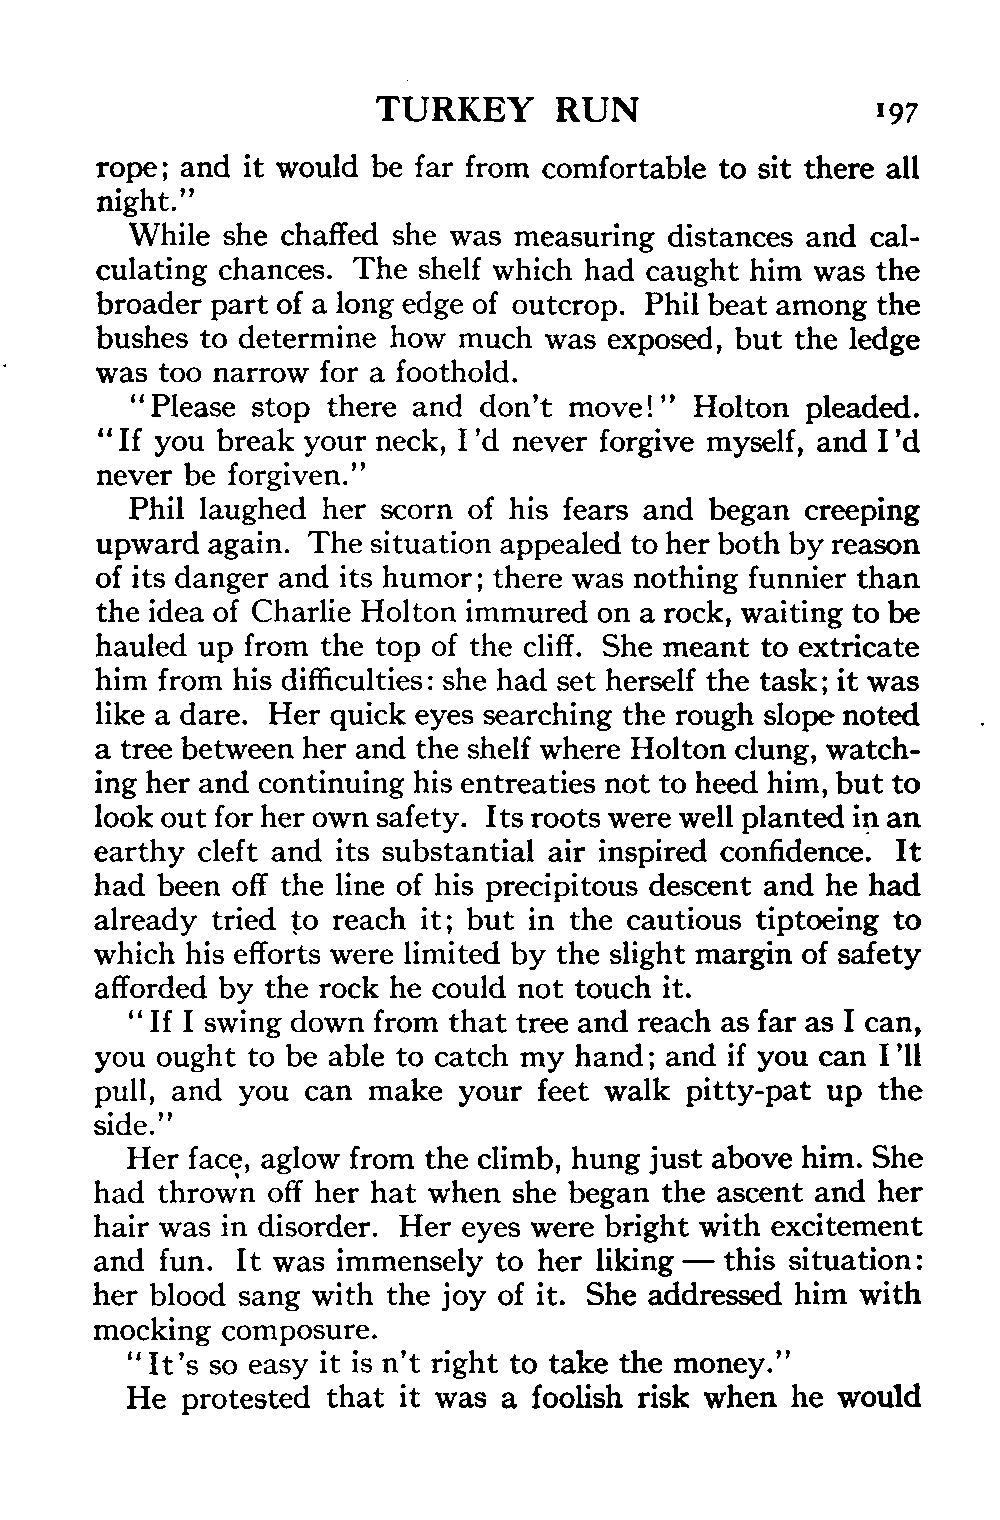 TURKEY RUN 197
rope; and it would be far from comfortable to sit there all
night."
While she chaffed she was measuring distances and cal-
culating chances. The shelf which had caught him was the
broader part of a long edge of outcrop. Phil beat among the
bushes to determine how much was exposed, but the ledge
was too narrow for a foothold.
"Please stop there and don't move!" Holton pleaded.
"If you break your neck, I'd never forgive myself, and I'd
never be forgiven."
Phil laughed her scorn of his fears and began creeping
upward again. The situation appealed to her both by reason
of its danger and its humor; there was nothing funnier than
the idea of Charlie Holton immured on a rock, waiting to be
hauled up from the top of the cliff. She meant to extricate
him from his difficulties: she had set herself the task; it was
like a dare. Her quick eyes searching the rough slope noted
a tree between her and the shelf where Holton clung, watch-
ing her and continuing his entreaties not to heed him, but to
look out for her own safety. Its roots were well planted in an
earthy cleft and its substantial air inspired confidence. It
had been off the line of his precipitous descent and he had
already tried to reach it; but in the cautious tiptoeing to
which his efforts were limited by the slight margin of safety
afforded by the rock he could not touch it.
"If I swing down from that tree and reach as far as I can,
you ought to be able to catch my hand; and if you can I'll
pull, and you can make your feet walk pitty-pat up the
side."
Her face, aglow from the climb, hung just above him. She
had thrown off her hat when she began the ascent and her
hair was in disorder. Her eyes were bright with excitement
and fun. It was immensely to her liking — this situation:
her blood sang with the joy of it. She addressed him with
mocking composure.
"It's so easy it is n't right to take the money."
He protested that it was a foolish risk when he would